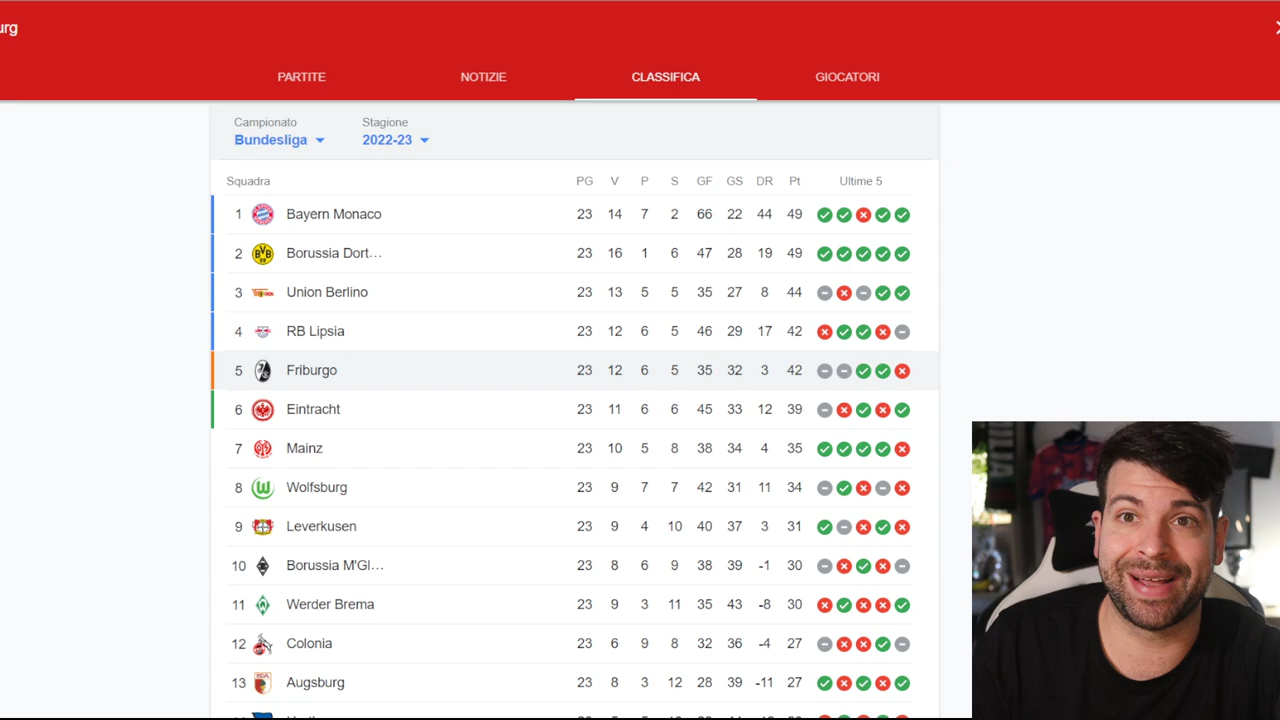 urg
PARTITE NOTIZIE CLASSIFICA GIOCATORI
Campionato Stagione
Bundesliga 2022-23
Squadra PG V P S GF GS DR Pt Ultime 5
1 Bayern Monaco 23 14 7 2 66 22 44 49
2 Borussia Dort... 23 16 1 6 47 28 19 49
3 Union Berlino 23 13 5 5 35 27 8 44
4 RB Lipsia 23 12 6 5 46 29 17 42
5 Friburgo 23 12 6 5 35 32 3 42
6 Eintracht 23 11 6 6 45 33 12 39
7 Mainz 23 10 5 8 38 34 4 35
8 Wolfsburg 23 9 7 7 42 31 11 34
9 Leverkusen 23 9 4 10 40 37 3 31
10 Borussia M'Gl... 23 8 6 9 38 39 -1 30
11 Werder Brema 23 9 3 11 35 43 -8 30
12 Colonia 23 6 9 8 32 36 -4 27
13 Augsburg 23 8 3 12 28 39 -11 27